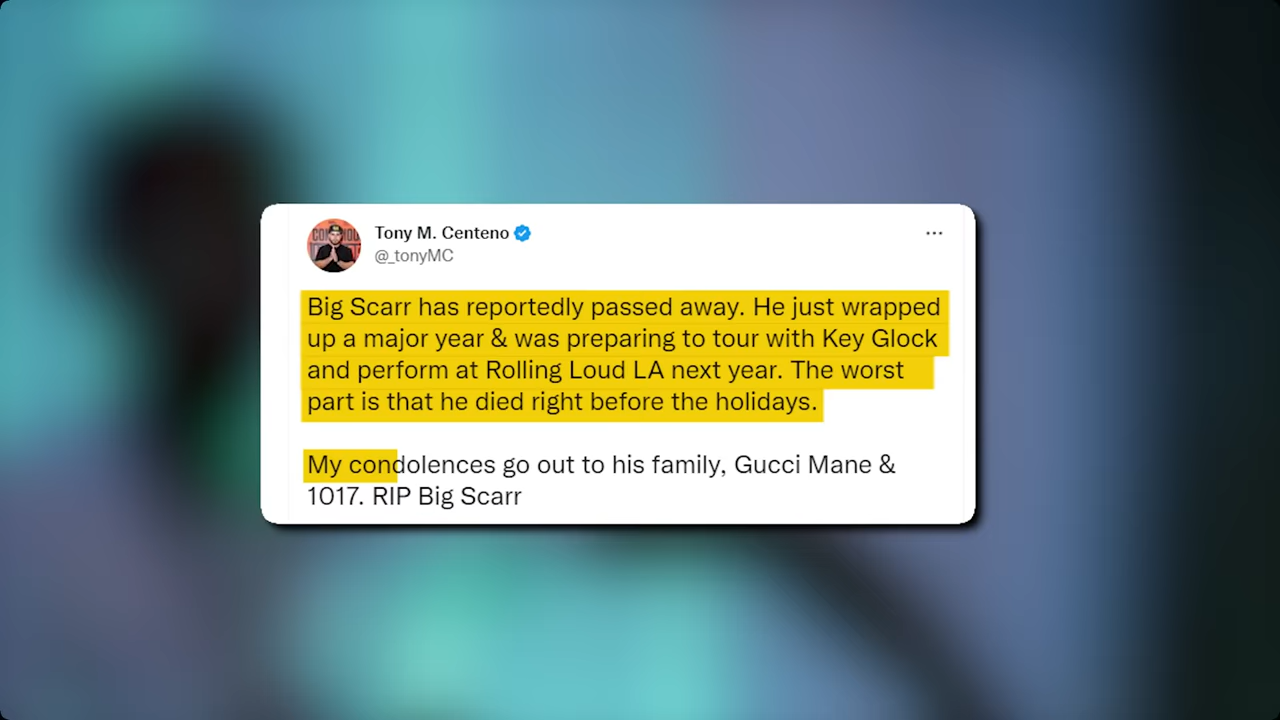 Tony M. Centeno
@_tonyMC
Big Scarr has reportedly passed away. He just wrapped
up a major year & was preparing to tour with Key Glock
and perform at Rolling Loud LA next year. The worst
part is that he died right before the holidays.
My condolences go out to his family, Gucci Mane &
1017. RIP Big Scarr